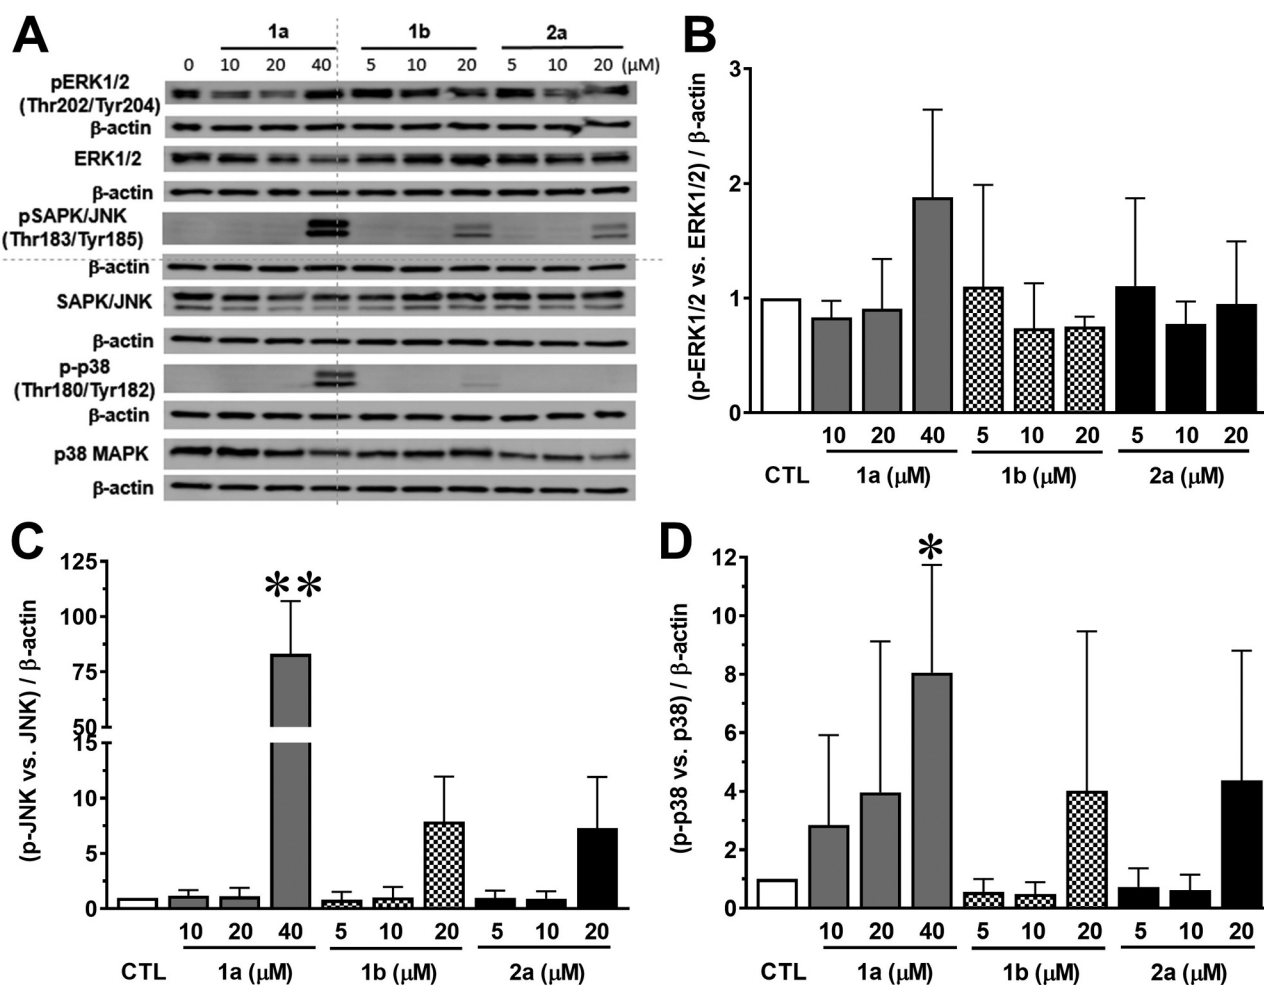 A
1a 1b 2a
0 10 20 40 5 10 20 5 10 20 (μM)
pERK1/2
(Thr202/Tyr204)
β-actin
ERK1/2
β-actin
pSAPK/JNK
(Thr183/Tyr185)
β-actin
SAPK/JNK
β-actin
p-p38
(Thr180/Tyr182)
β-actin
p38 MAPK
β-actin
B
(p-ERK1/2 vs. ERK1/2) / β-actin
3
2
1
0
10 20 40 5 10 20 5 10 20
CTL 1a (μM) 1b (μM) 2a (μM)
C
(p-JNK vs. JNK) / β-actin
125
100
75
50
15
10
5
0
**
10 20 40 5 10 20 5 10 20
CTL 1a (μM) 1b (μM) 2a (μM)
D
(p-p38 vs. p38) / β-actin
12
10
8
6
4
2
0
*
10 20 40 5 10 20 5 10 20
CTL 1a (μM) 1b (μM) 2a (μM)